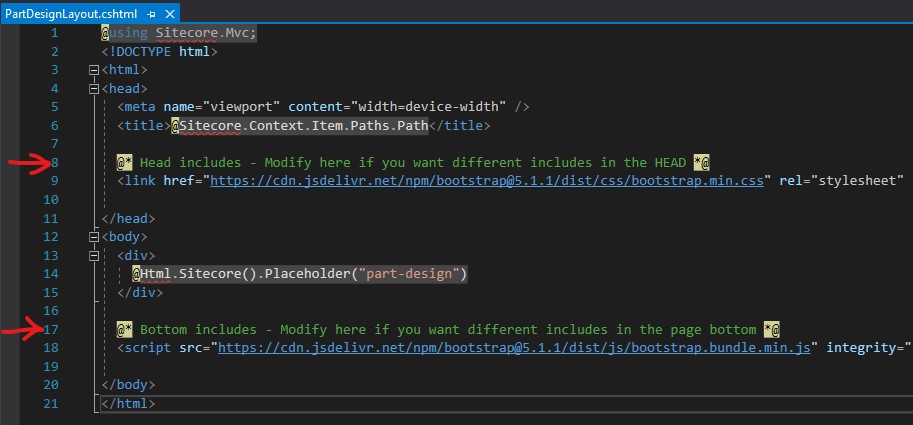 PartDesignLayout.cshtml
1 @using Sitecore.Mvc;
2 <!DOCTYPE html>
3 <html>
4 <head>
5 <meta name="viewport" content="width=device-width" />
6 <title>@Sitecore.Context.Item.Paths.Path</title>
7
8 @* Head includes - Modify here if you want different includes in the HEAD *@
9 <link href="https://cdn.jsdelivr.net/npm/bootstrap@5.1.1/dist/css/bootstrap.min.css" rel="stylesheet"
10
11 </head>
12 <body>
13 <div>
14 @Html.Sitecore().Placeholder("part-design")
15 </div>
16
17 @* Bottom includes - Modify here if you want different includes in the page bottom *@
18 <script src="https://cdn.jsdelivr.net/npm/bootstrap@5.1.1/dist/js/bootstrap.bundle.min.js" integrity="
19
20 </body>
21 </html>